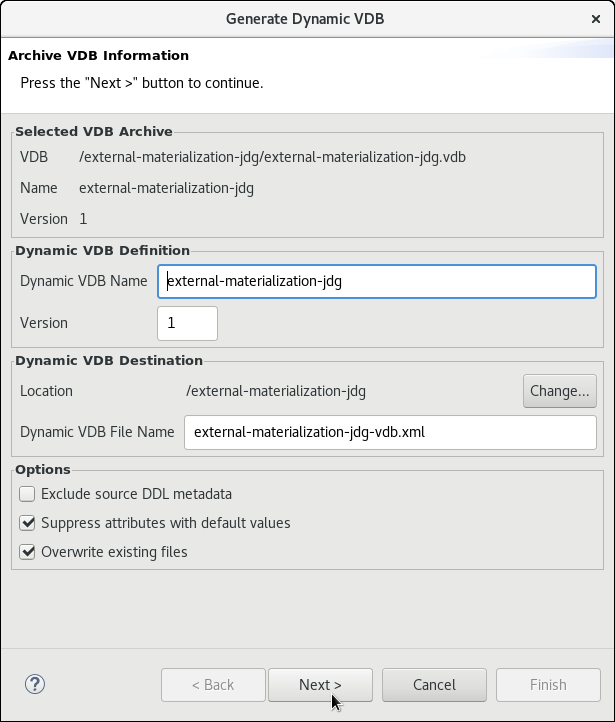 Generate Dynamic VDB
×
Archive VDB Information
Press the "Next >" button to continue.
Selected VDB Archive
VDB /external-materialization-jdg/external-materialization-jdg.vdb
Name external-materialization-jdg
Version 1
Dynamic VDB Definition
Dynamic VDB Name external-materialization-jdg
Version 1
Dynamic VDB Destination
Location /external-materialization-jdg Change...
Dynamic VDB File Name external-materialization-jdg-vdb.xml
Options
Exclude source DDL metadata
Suppress attributes with default values
Overwrite existing files
? < Back Next > Cancel Finish